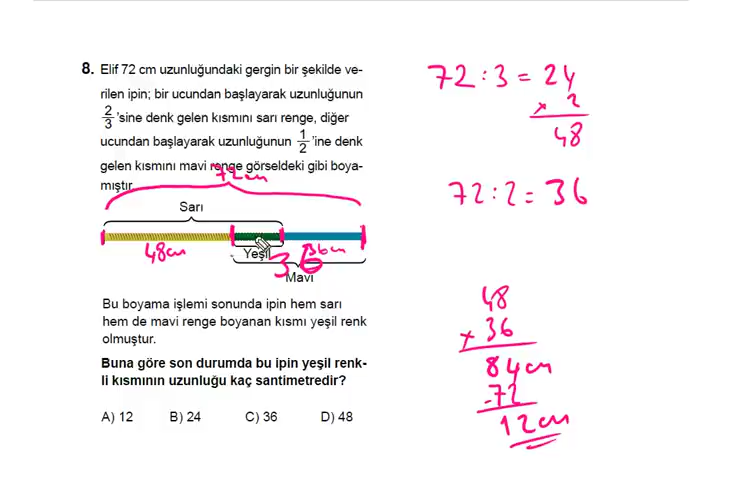 8. Elif 72 cm uzunluğundaki gergin bir şekilde ve-
rilen ipin; bir ucundan başlayarak uzunluğunun
2/3 'sine denk gelen kısmını sarı renge, diğer
ucundan başlayarak uzunluğunun 1/2 'ine denk
gelen kısmını mavi renge görseldeki gibi boya-
mıştır.
72cm
Sarı
48cm
Yeşil
36cm
36
Mavi
Bu boyama işlemi sonunda ipin hem sarı
hem de mavi renge boyanan kısmı yeşil renk
olmuştur.
Buna göre son durumda bu ipin yeşil renk-
li kısmının uzunluğu kaç santimetredir?
A) 12 B) 24 C) 36 D) 48
72 : 3 = 24
x 2
48
72 : 2 = 36
48
x 36
84cm
-72
12cm